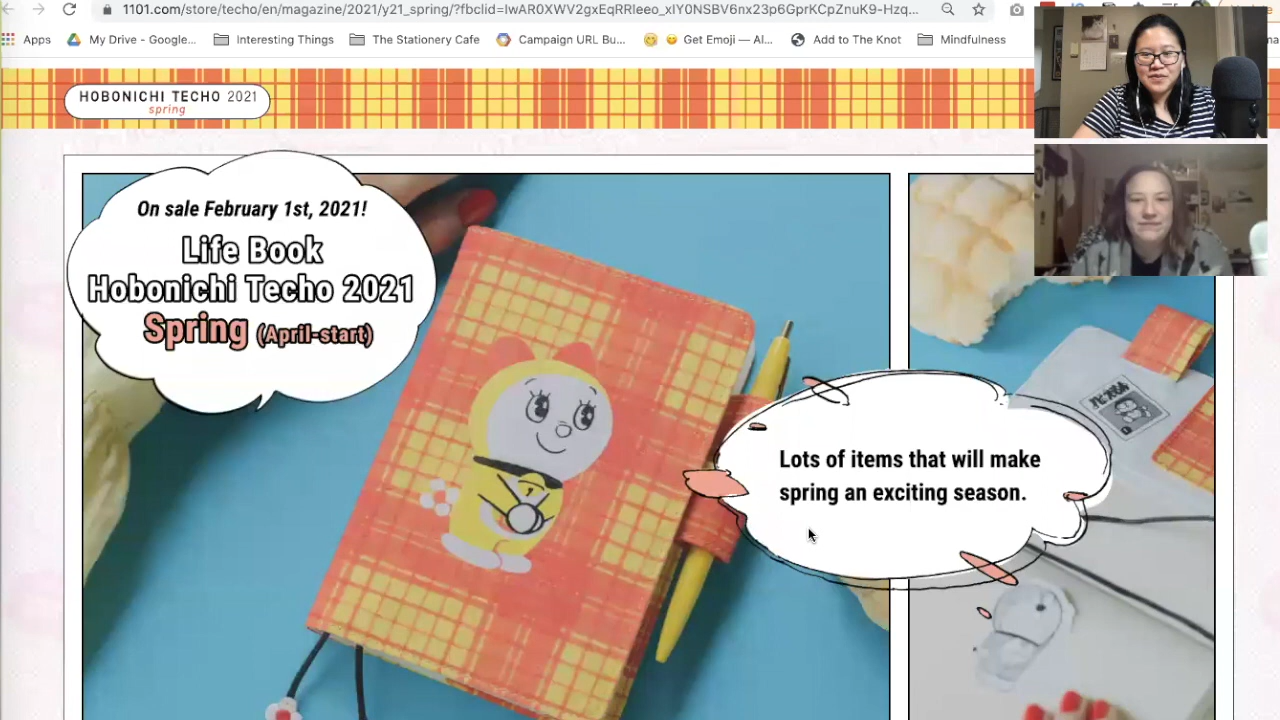 1101.com/store/techo/en/magazine/2021/y21_spring/?fbclid=IwAR0XWV2gxEqRRleeo_xlY0NSBV6nx23p6GprKCpZnuK9-Hzq...
Apps
My Drive - Google...
Interesting Things
The Stationery Cafe
Campaign URL Bu...
Get Emoji — Al...
Add to The Knot
Mindfulness
HOBONICHI TECHO 2021
spring
On sale February 1st, 2021!
Life Book
Hobonichi Techo 2021
Spring (April-start)
Lots of items that will make
spring an exciting season.